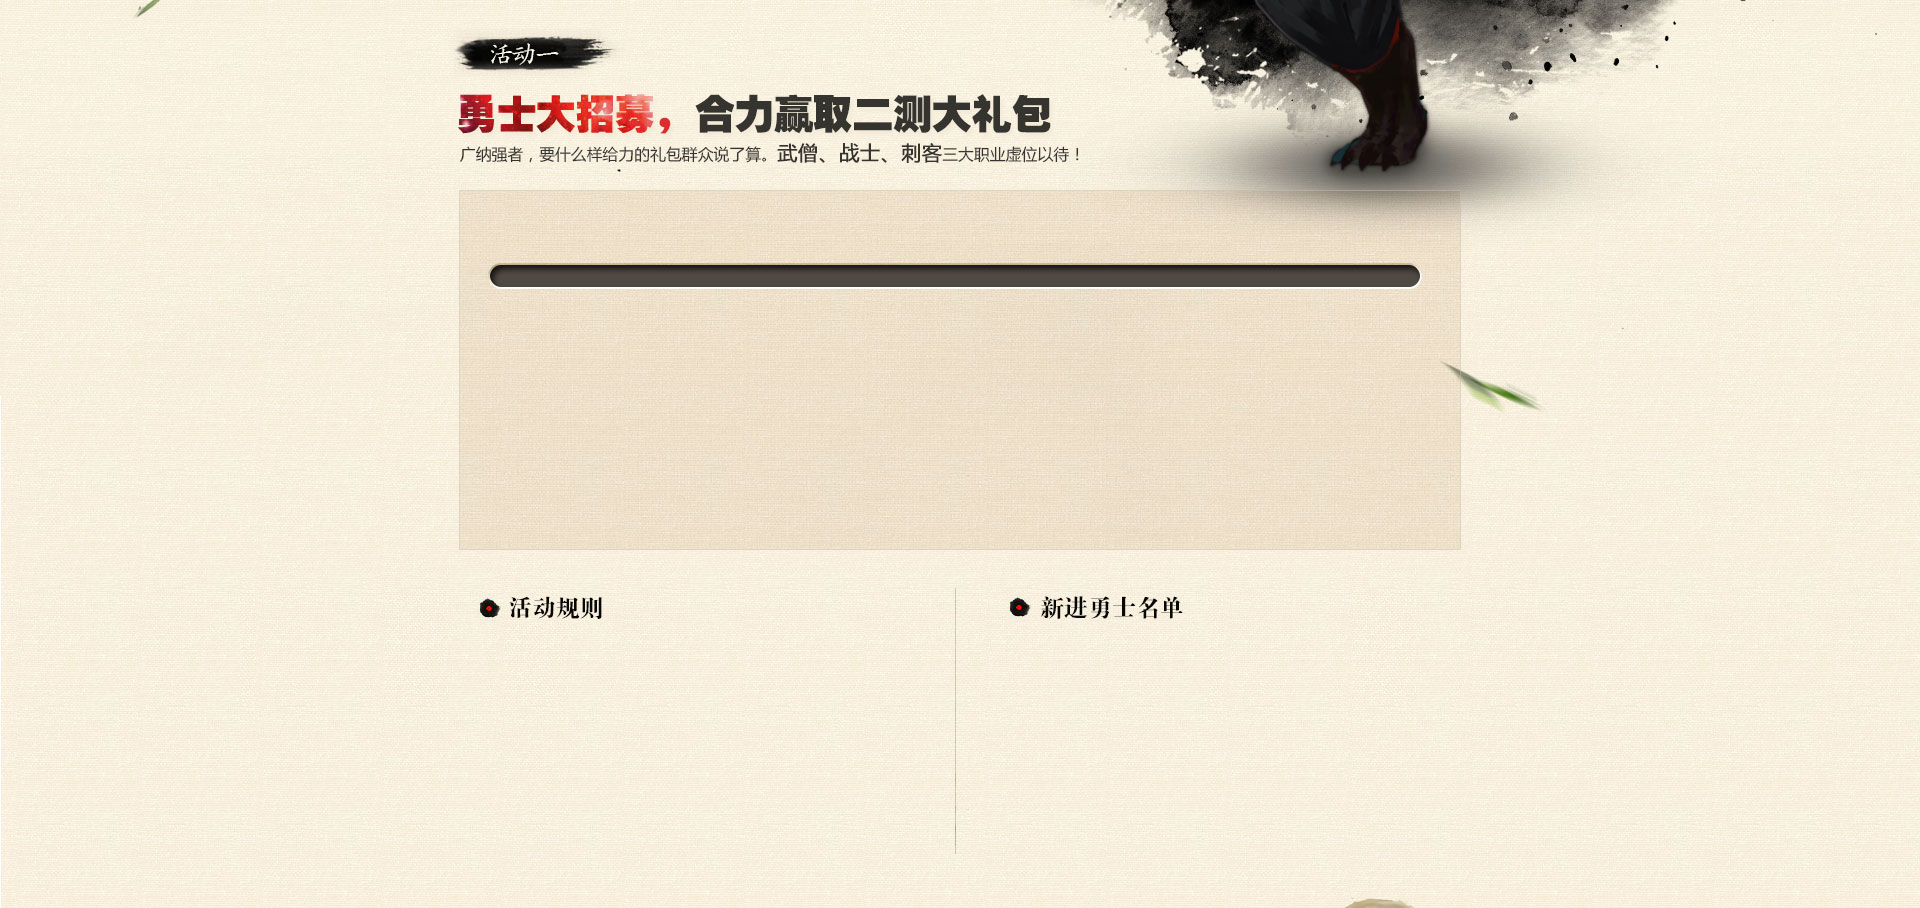 活动一
勇士大招募，合力赢取二测大礼包
广纳强者，要什么样给力的礼包群众说了算。武僧、战士、刺客三大职业虚位以待！
活动规则
新进勇士名单